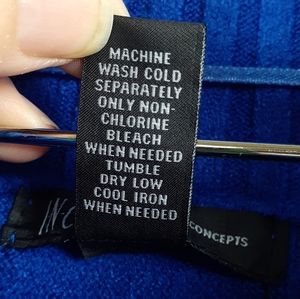 MACHINE
WASH COLD
SEPARATELY
ONLY NON-
CHLORINE
BLEACH
WHEN NEEDED
TUMBLE
DRY LOW
COOL IRON
WHEN NEEDED
CONCEPTS